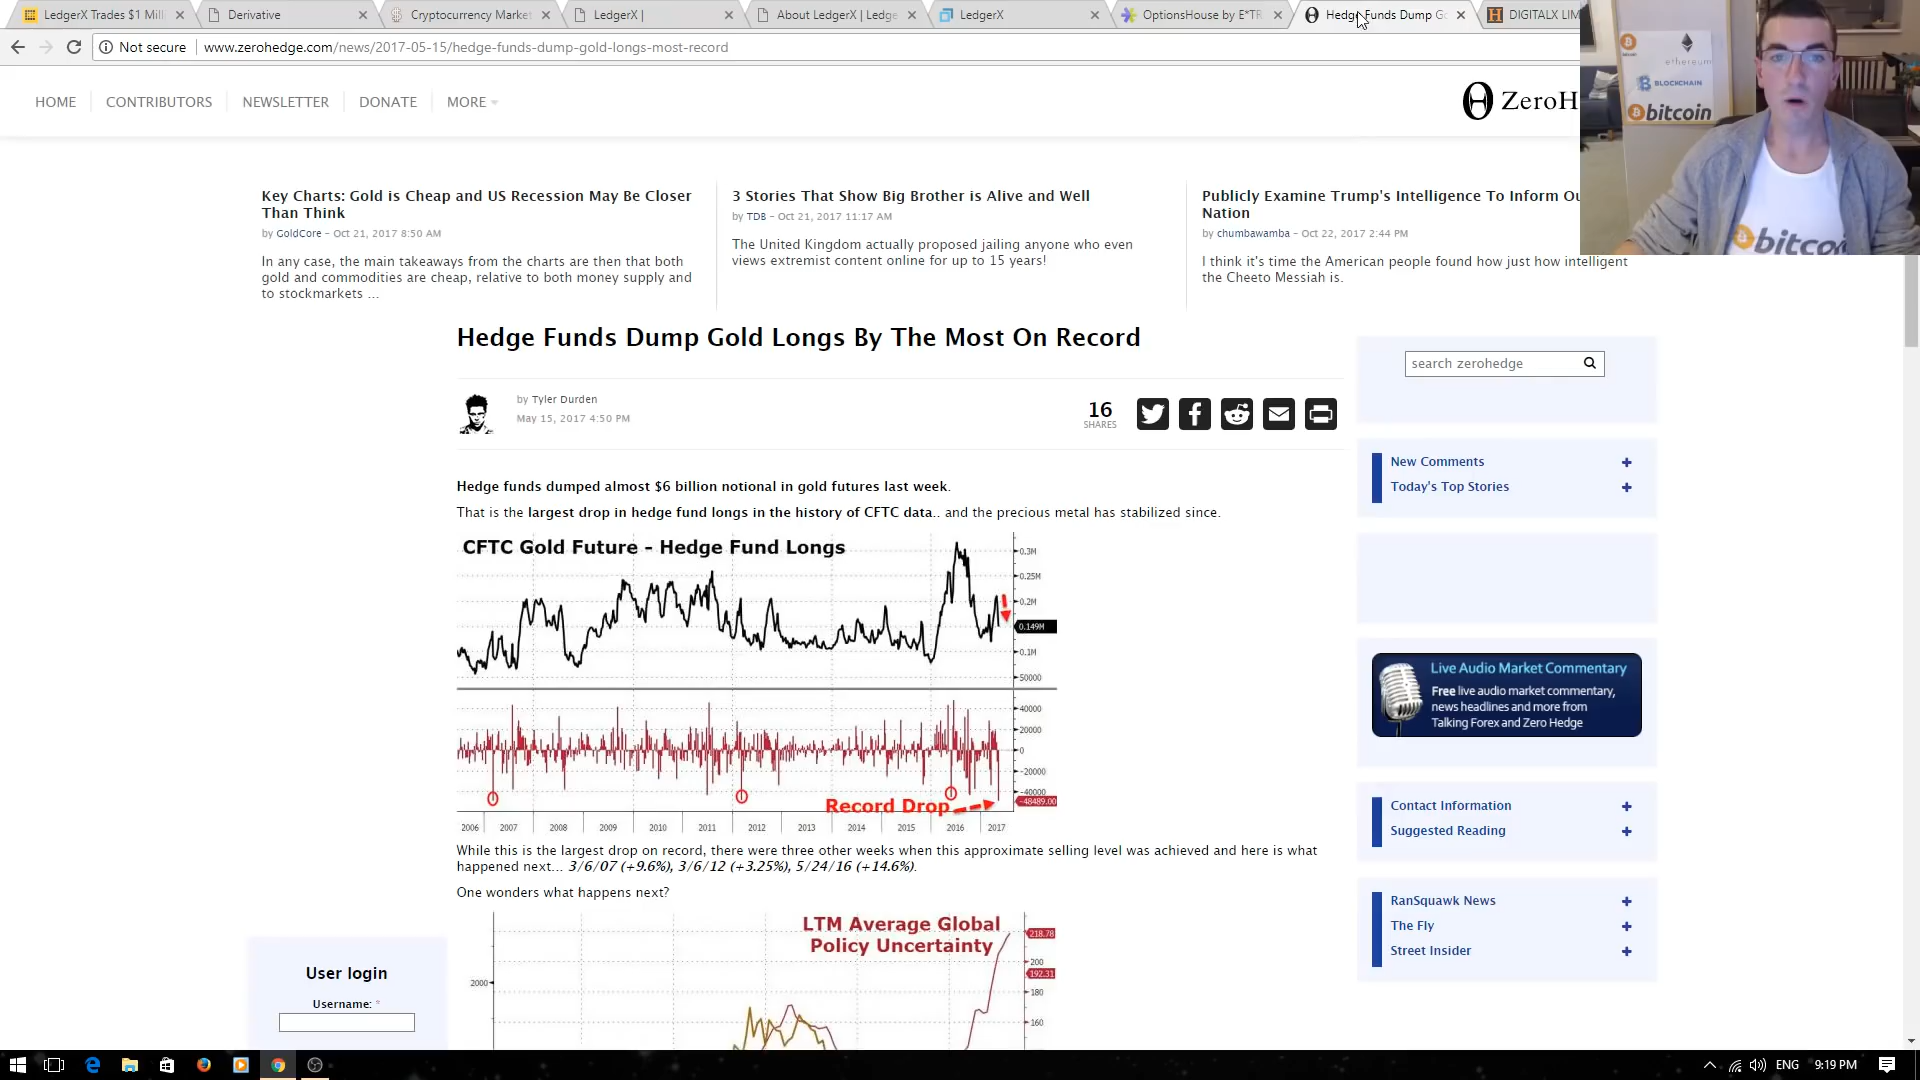 LedgerX Trades $1 Mill
Derivative
Cryptocurrency Market
LedgerX |
About LedgerX | Ledge
LedgerX
OptionsHouse by E*TR
Hedge Funds Dump Go
DIGITALX LIM
Not secure
www.zerohedge.com/news/2017-05-15/hedge-funds-dump-gold-longs-most-record
HOME
CONTRIBUTORS
NEWSLETTER
DONATE
MORE
ZeroH
ethereum
BLOCKCHAIN
bitcoin
bitcoi
Key Charts: Gold is Cheap and US Recession May Be Closer
Than Think
by GoldCore - Oct 21, 2017 8:50 AM
In any case, the main takeaways from the charts are then that both
gold and commodities are cheap, relative to both money supply and
to stockmarkets ...
3 Stories That Show Big Brother is Alive and Well
by TDB - Oct 21, 2017 11:17 AM
The United Kingdom actually proposed jailing anyone who even
views extremist content online for up to 15 years!
Publicly Examine Trump's Intelligence To Inform Ou
Nation
by chumbawamba - Oct 22, 2017 2:44 PM
I think it's time the American people found how just how intelligent
the Cheeto Messiah is.
Hedge Funds Dump Gold Longs By The Most On Record
by Tyler Durden
May 15, 2017 4:50 PM
16
SHARES
Hedge funds dumped almost $6 billion notional in gold futures last week.
That is the largest drop in hedge fund longs in the history of CFTC data.. and the precious metal has stabilized since.
CFTC Gold Future - Hedge Fund Longs
0.3M
0.25M
0.2M
0.149M
0.1M
50000
40000
20000
0
-20000
-40000
-48489.00
Record Drop
2006 2007 2008 2009 2010 2011 2012 2013 2014 2015 2016 2017
While this is the largest drop on record, there were three other weeks when this approximate selling level was achieved and here is what
happened next... 3/6/07 (+9.6%), 3/6/12 (+3.25%), 5/24/16 (+14.6%).
One wonders what happens next?
LTM Average Global
Policy Uncertainty
218.78
200
192.31
180
160
2000
User login
Username: *
search zerohedge
New Comments
Today's Top Stories
Live Audio Market Commentary
Free live audio market commentary,
news headlines and more from
Talking Forex and Zero Hedge
Contact Information
Suggested Reading
RanSquawk News
The Fly
Street Insider
ENG
9:19 PM